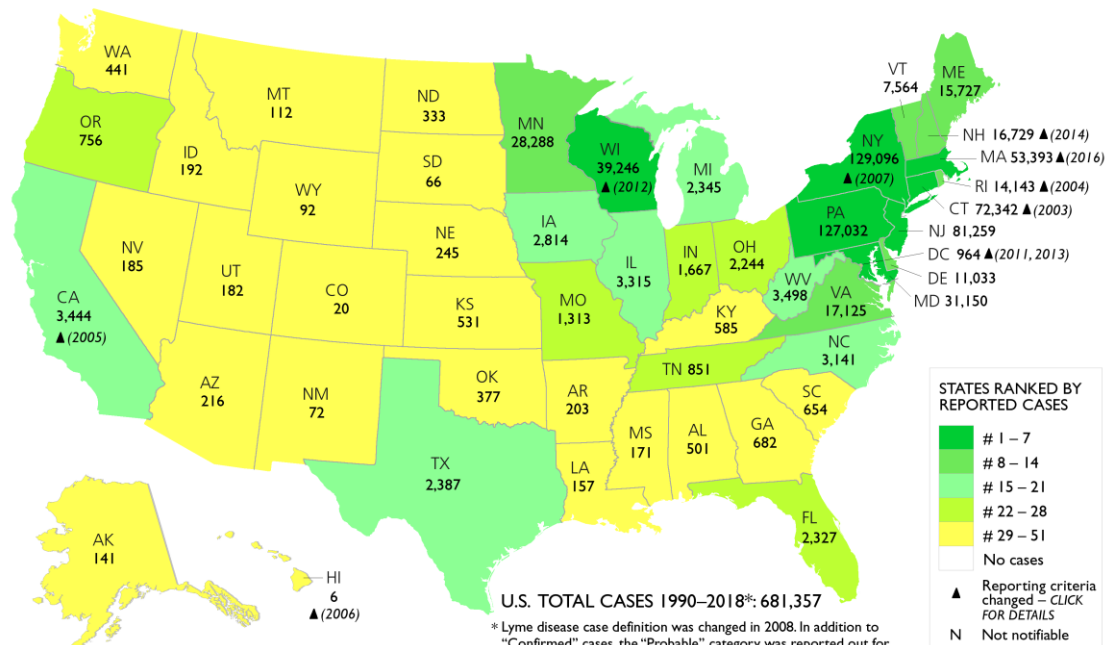 WA
441
OR
756
CA
3,444
▲(2005)
NV
185
ID
192
MT
112
WY
92
UT
182
AZ
216
CO
20
NM
72
ND
333
SD
66
NE
245
KS
531
OK
377
TX
2,387
MN
28,288
IA
2,814
MO
1,313
AR
203
LA
157
WI
39,246
▲(2012)
IL
3,315
MI
2,345
IN
1,667
OH
2,244
KY
585
TN 851
MS
171
AL
501
GA
682
FL
2,327
SC
654
NC
3,141
VA
17,125
WV
3,498
PA
127,032
NY
129,096
▲(2007)
VT
7,564
ME
15,727
NH 16,729 ▲(2014)
MA 53,393 ▲(2016)
RI 14,143 ▲(2004)
CT 72,342 ▲(2003)
NJ 81,259
DC 964 ▲(2011, 2013)
DE 11,033
MD 31,150
AK
141
HI
6
▲(2006)
STATES RANKED BY
REPORTED CASES
# 1 – 7
# 8 – 14
# 15 – 21
# 22 – 28
# 29 – 51
No cases
▲ Reporting criteria
changed – CLICK
FOR DETAILS
N Not notifiable
U.S. TOTAL CASES 1990–2018*: 681,357
* Lyme disease case definition was changed in 2008. In addition to
"Confirmed" cases, the "Probable" category was reported out for